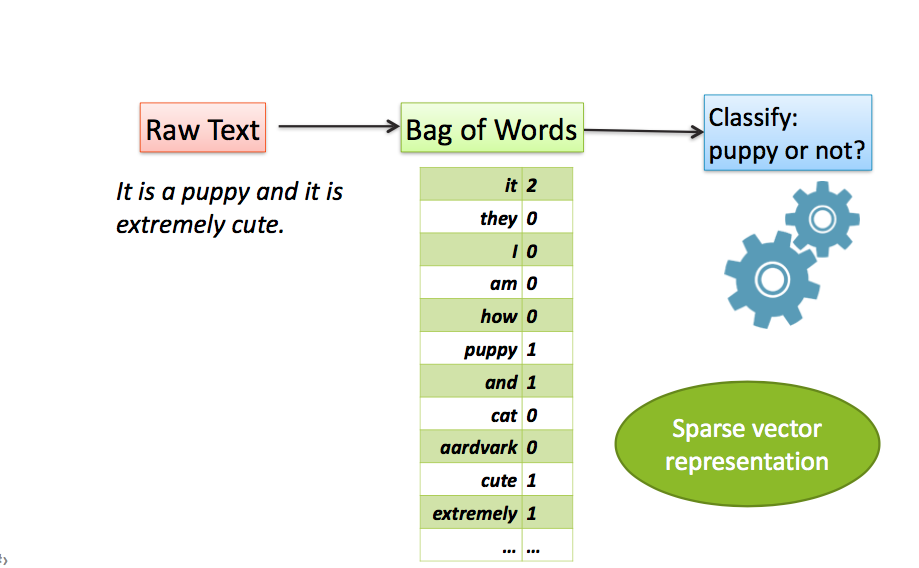 Raw Text
Bag of Words
Classify:
puppy or not?
It is a puppy and it is
extremely cute.
it 2
they 0
I 0
am 0
how 0
puppy 1
and 1
cat 0
aardvark 0
cute 1
extremely 1
... ...
Sparse vector
representation